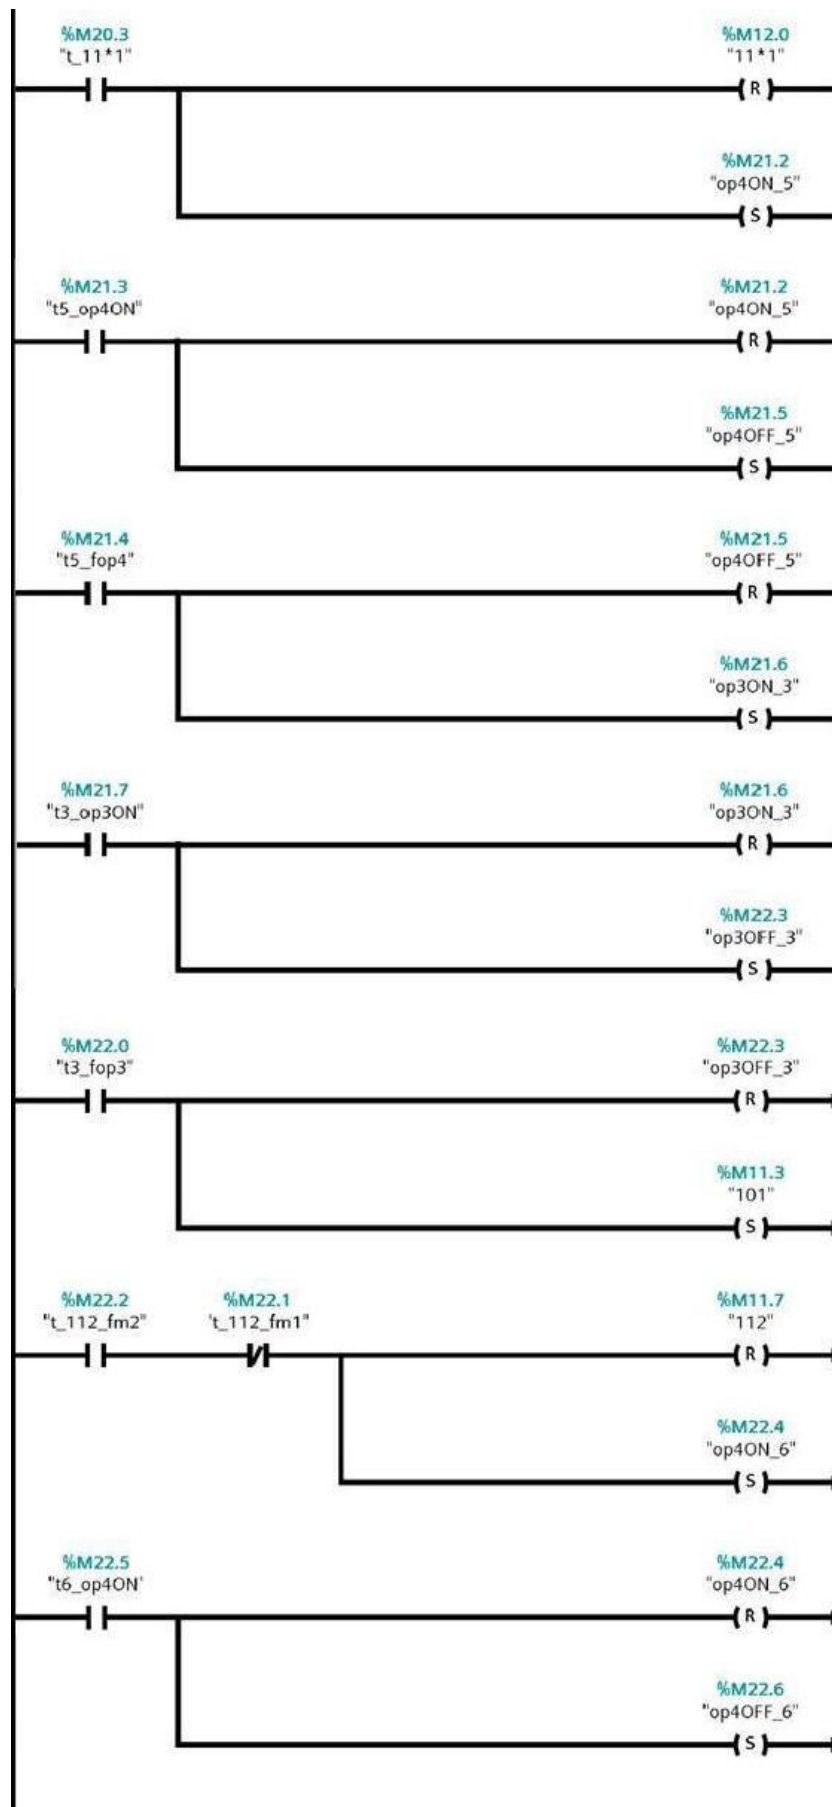 %M20.3
"t_11*1"
%M12.0
"11*1"
R
%M21.2
"op4ON_5"
S
%M21.3
"t5_op4ON"
%M21.2
"op4ON_5"
R
%M21.5
"op4OFF_5"
S
%M21.4
"t5_fop4"
%M21.5
"op4OFF_5"
R
%M21.6
"op3ON_3"
S
%M21.7
"t3_op3ON"
%M21.6
"op3ON_3"
R
%M22.3
"op3OFF_3"
S
%M22.0
"t3_fop3"
%M22.3
"op3OFF_3"
R
%M11.3
"101"
S
%M22.2
"t_112_fm2"
%M22.1
't_112_fm1"
%M11.7
"112"
R
%M22.4
"op4ON_6"
S
%M22.5
"t6_op4ON'
%M22.4
"op4ON_6"
R
%M22.6
"op4OFF_6"
S